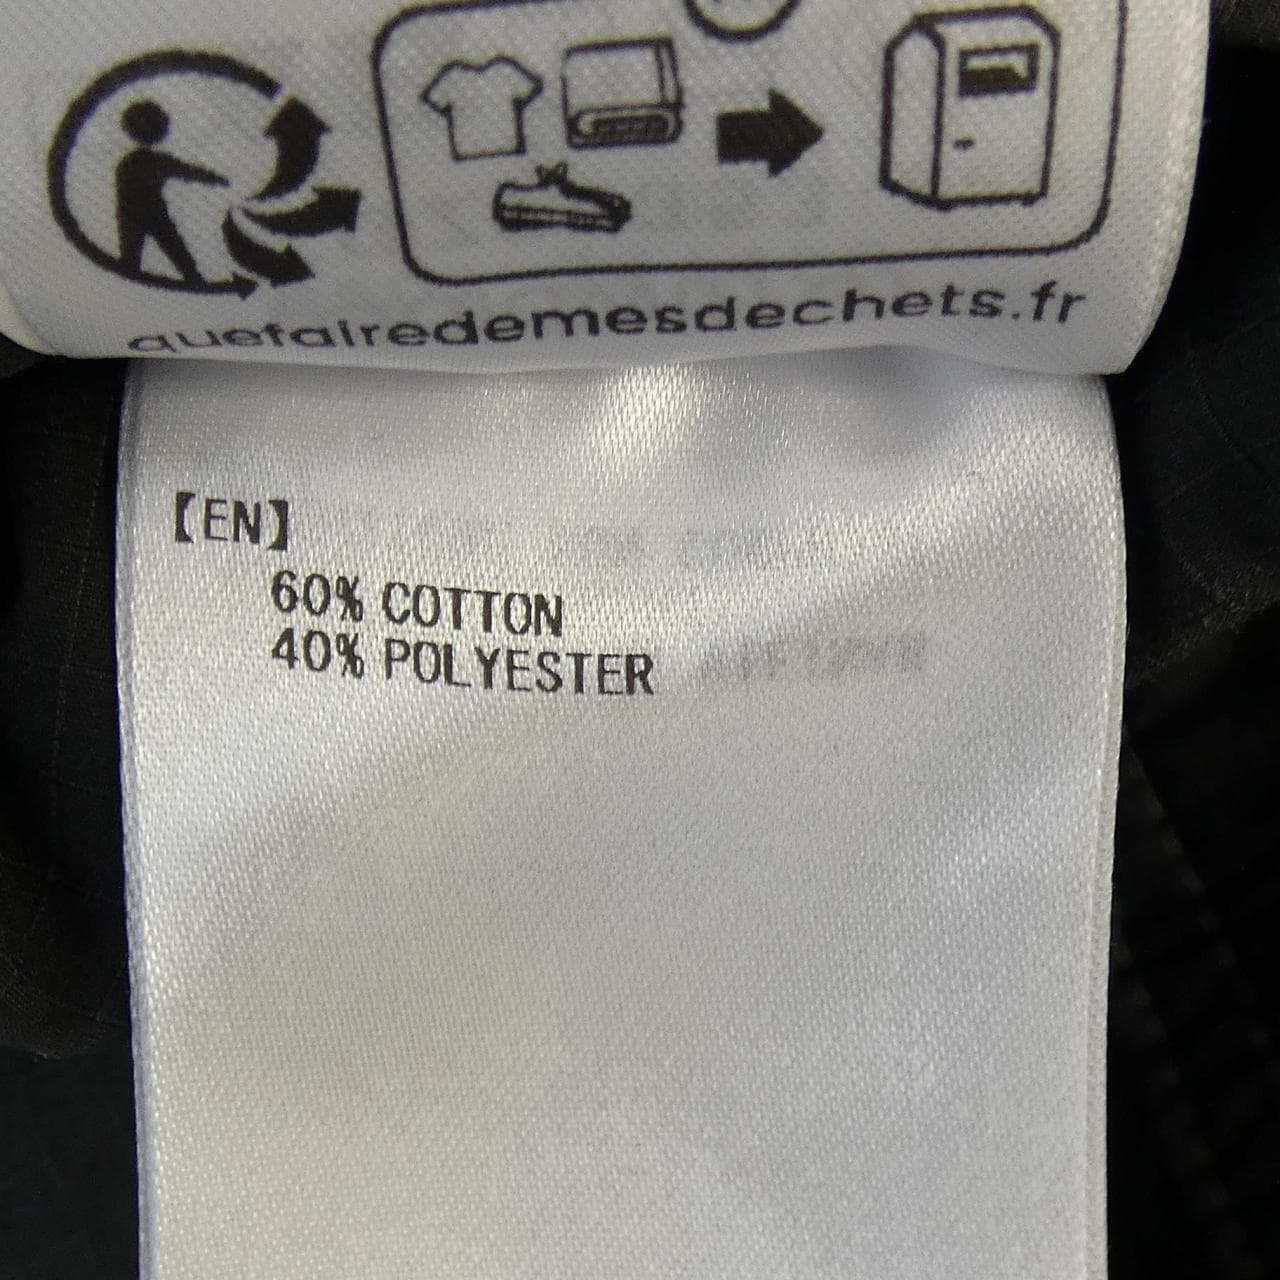 quefairedemesdechets.fr
【EN】
60% COTTON
40% POLYESTER